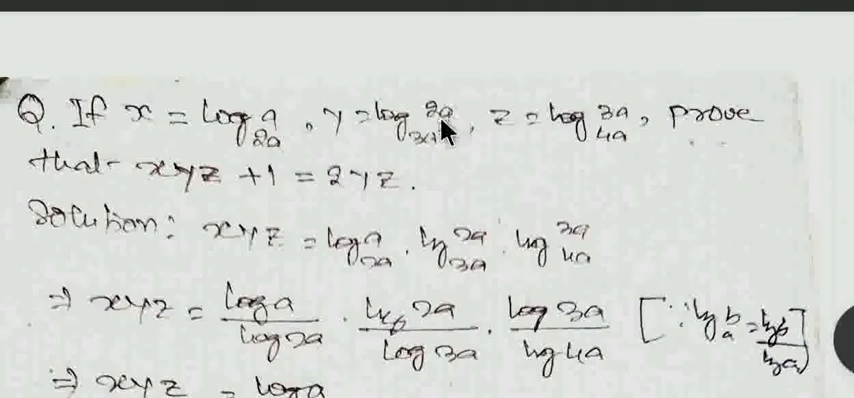 Q. If x = log_{2a} a, y = log_{3a} 2a, z = log_{4a} 3a, prove
that- xyz + 1 = 2yz.
Solution: xyz = log_{2a} a . log_{3a} 2a . log_{4a} 3a
⇒ xyz = log a / log 2a . log 2a / log 3a . log 3a / log 4a [∵ log_a b = log b / log a]
⇒ xyz = log a